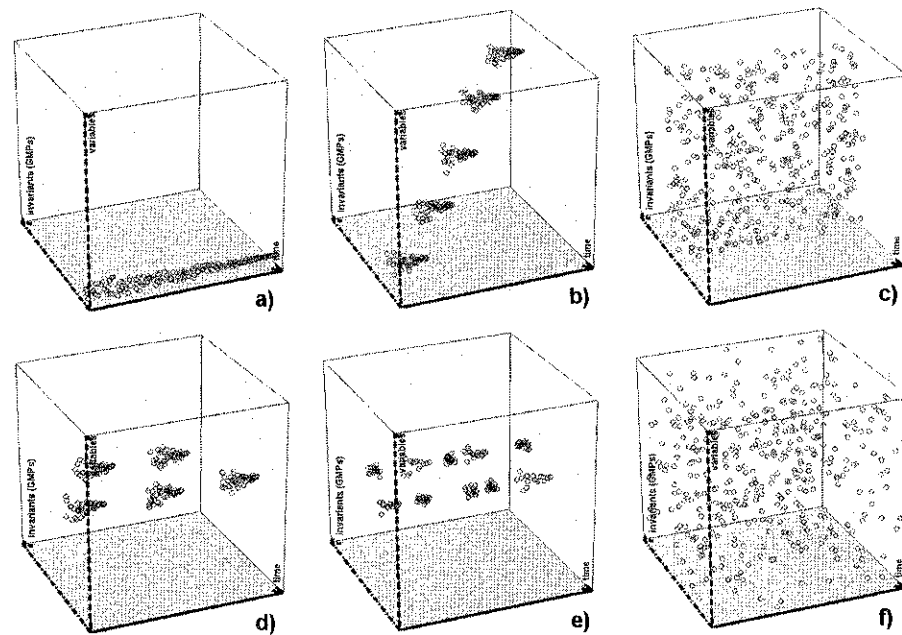 invariants (GMPs)
variables
time
a)
invariants (GMPs)
variables
time
b)
invariants (GMPs)
variables
time
c)
invariants (GMPs)
variables
time
d)
invariants (GMPs)
variables
time
e)
invariants (GMPs)
variables
time
f)